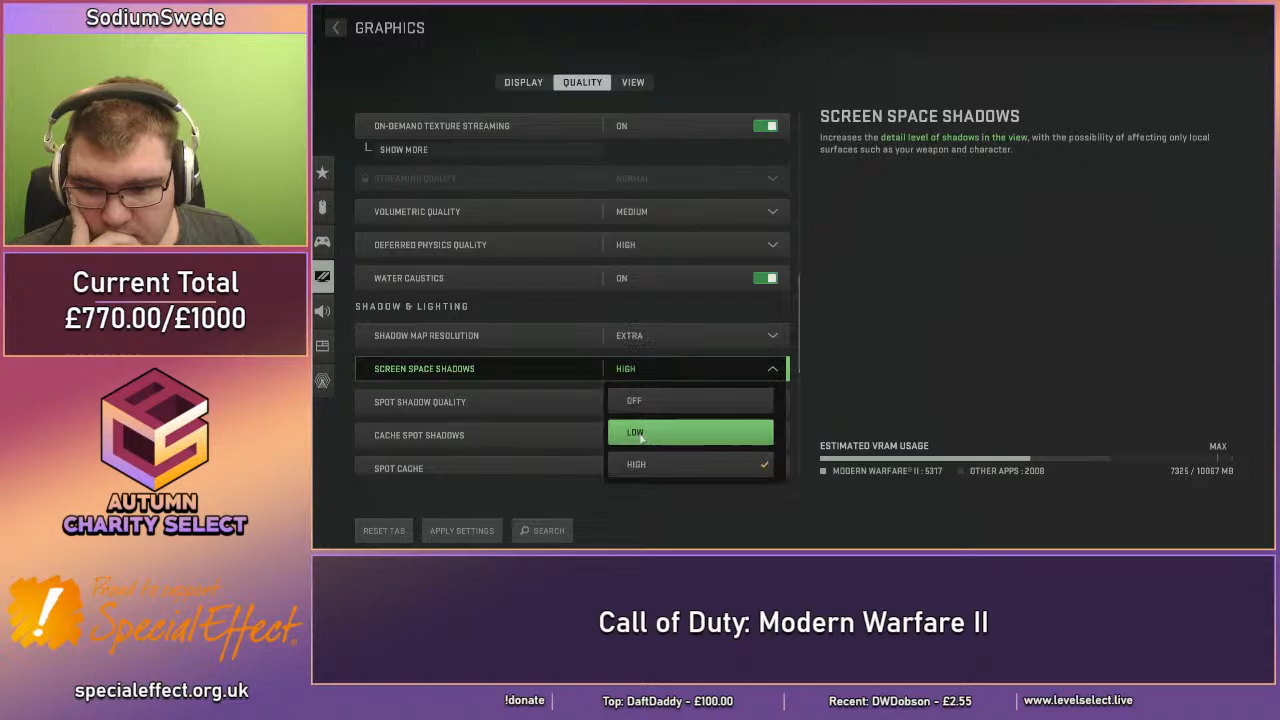 SodiumSwede
Current Total
£770.00/£1000
AUTUMN
CHARITY SELECT
Proud to support
SpecialEffect
specialeffect.org.uk
GRAPHICS
DISPLAY QUALITY VIEW
ON-DEMAND TEXTURE STREAMING ON
SHOW MORE
STREAMING QUALITY NORMAL
VOLUMETRIC QUALITY MEDIUM
DEFERRED PHYSICS QUALITY HIGH
WATER CAUSTICS ON
SHADOW & LIGHTING
SHADOW MAP RESOLUTION EXTRA
SCREEN SPACE SHADOWS HIGH
OFF
SPOT SHADOW QUALITY
LOW
CACHE SPOT SHADOWS
HIGH
SPOT CACHE
RESET TAB APPLY SETTINGS SEARCH
SCREEN SPACE SHADOWS
Increases the detail level of shadows in the view, with the possibility of affecting only local
surfaces such as your weapon and character.
ESTIMATED VRAM USAGE MAX
MODERN WARFARE® II : 5317 OTHER APPS : 2008 7325 / 10067 MB
Call of Duty: Modern Warfare II
!donate Top: DaftDaddy - £100.00 Recent: DWDobson - £2.55 www.levelselect.live